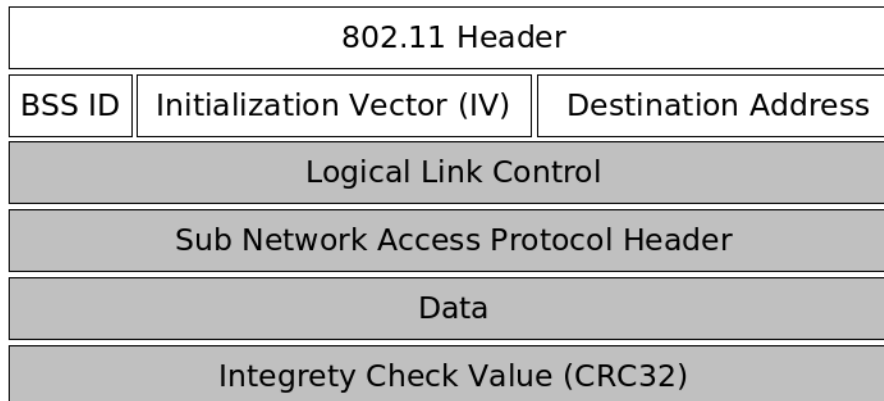 802.11 Header
BSS ID Initialization Vector (IV) Destination Address
Logical Link Control
Sub Network Access Protocol Header
Data
Integrety Check Value (CRC32)